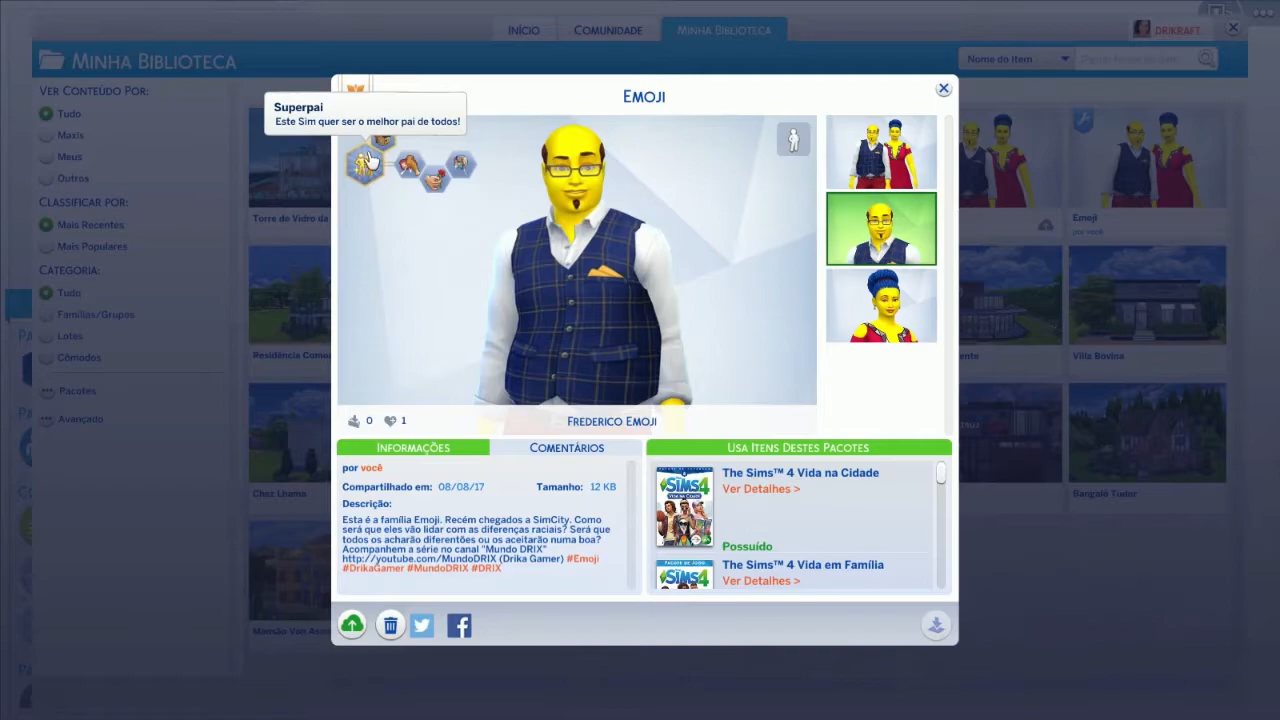 INÍCIO
COMUNIDADE
MINHA BIBLIOTECA
DRIKRAFT
MINHA BIBLIOTECA
Nome do Item
VER CONTEÚDO POR:
Tudo
Maxis
Meus
Outros
CLASSIFICAR POR:
Mais Recentes
Mais Populares
CATEGORIA:
Tudo
Famílias/Grupos
Lotes
Cômodos
Pacotes
Avançado
Torre de Vidro da
Residência Comu
Chez Lhama
Emoji
por você
Villa Bovina
Bangalô Tudor
EMOJI
Superpai
Este Sim quer ser o melhor pai de todos!
0
1
FREDERICO EMOJI
INFORMAÇÕES
COMENTÁRIOS
por você
Compartilhado em: 08/08/17
Tamanho: 12 KB
Descrição:
Esta é a família Emoji. Recém chegados a SimCity. Como
será que eles vão lidar com as diferenças raciais? Será que
todos os acharão diferentões ou os aceitarão numa boa?
Acompanhem a série no canal "Mundo DRIX"
http://youtube.com/MundoDRIX (Drika Gamer) #Emoji
#DrikaGamer #MundoDRIX #DRIX
USA ITENS DESTES PACOTES
The Sims™ 4 Vida na Cidade
Ver Detalhes >
Possuído
The Sims™ 4 Vida em Família
Ver Detalhes >